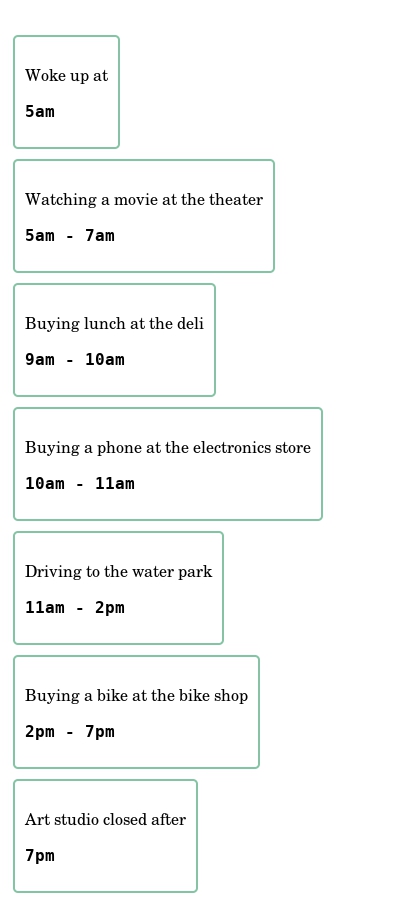 Woke up at
5am
Watching a movie at the theater
5am - 7am
Buying lunch at the deli
9am - 10am
Buying a phone at the electronics store
10am - 11am
Driving to the water park
11am - 2pm
Buying a bike at the bike shop
2pm - 7pm
Art studio closed after
7pm